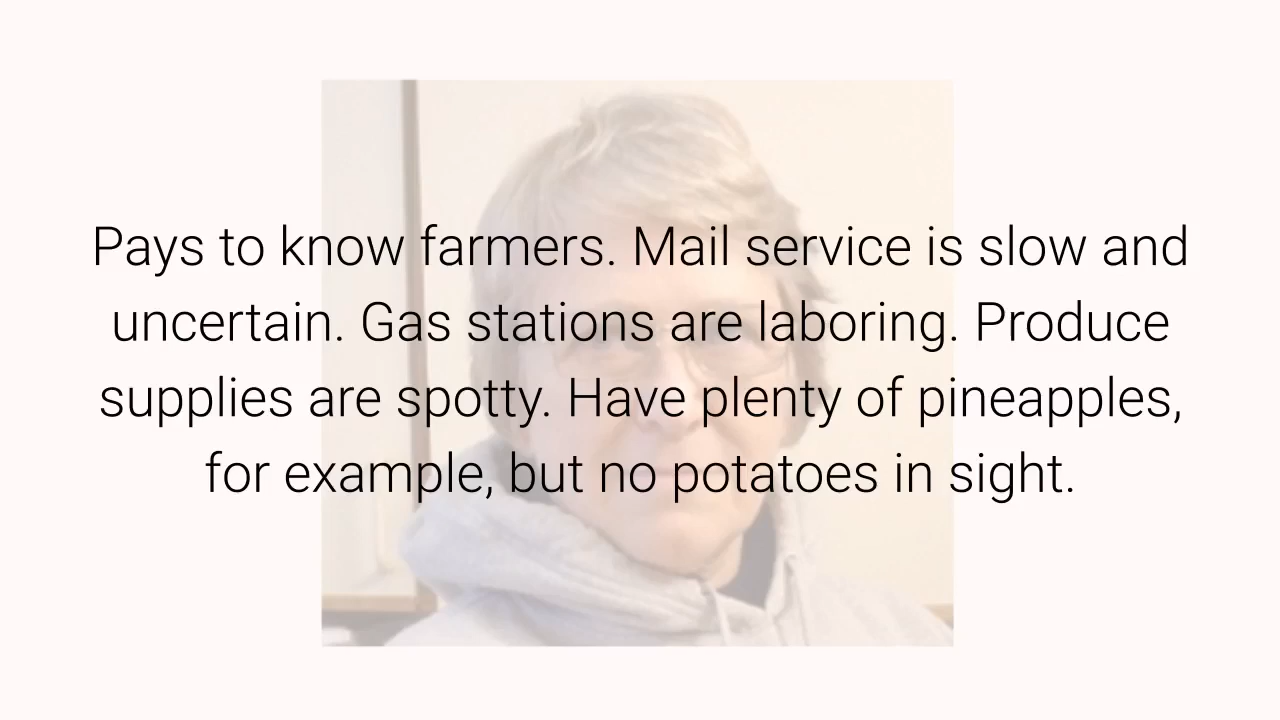 Pays to know farmers. Mail service is slow and
uncertain. Gas stations are laboring. Produce
supplies are spotty. Have plenty of pineapples,
for example, but no potatoes in sight.